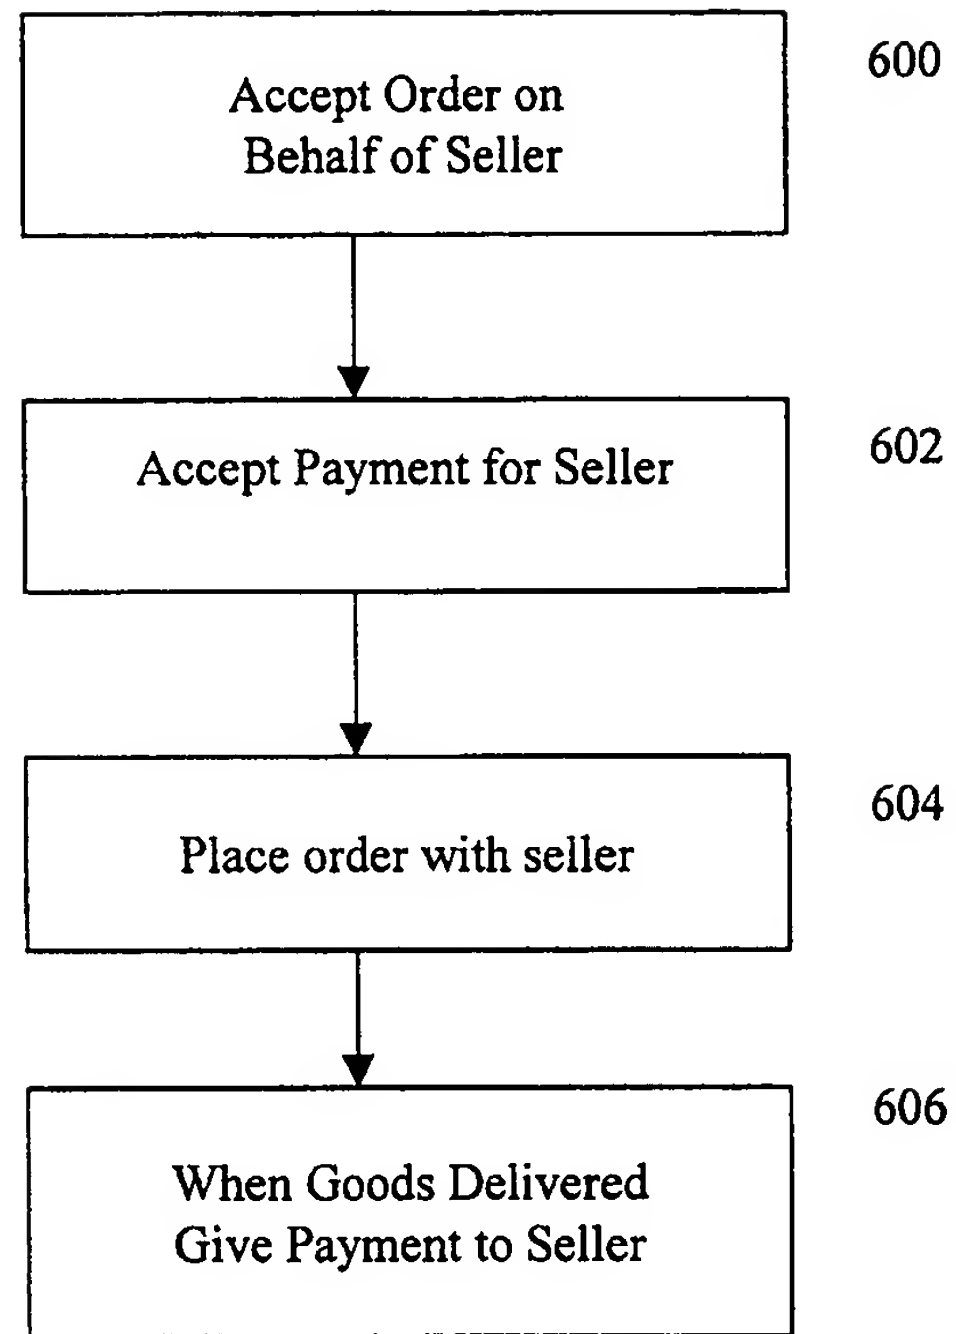 600
Accept Order on
Behalf of Seller
602
Accept Payment for Seller
604
Place order with seller
606
When Goods Delivered
Give Payment to Seller